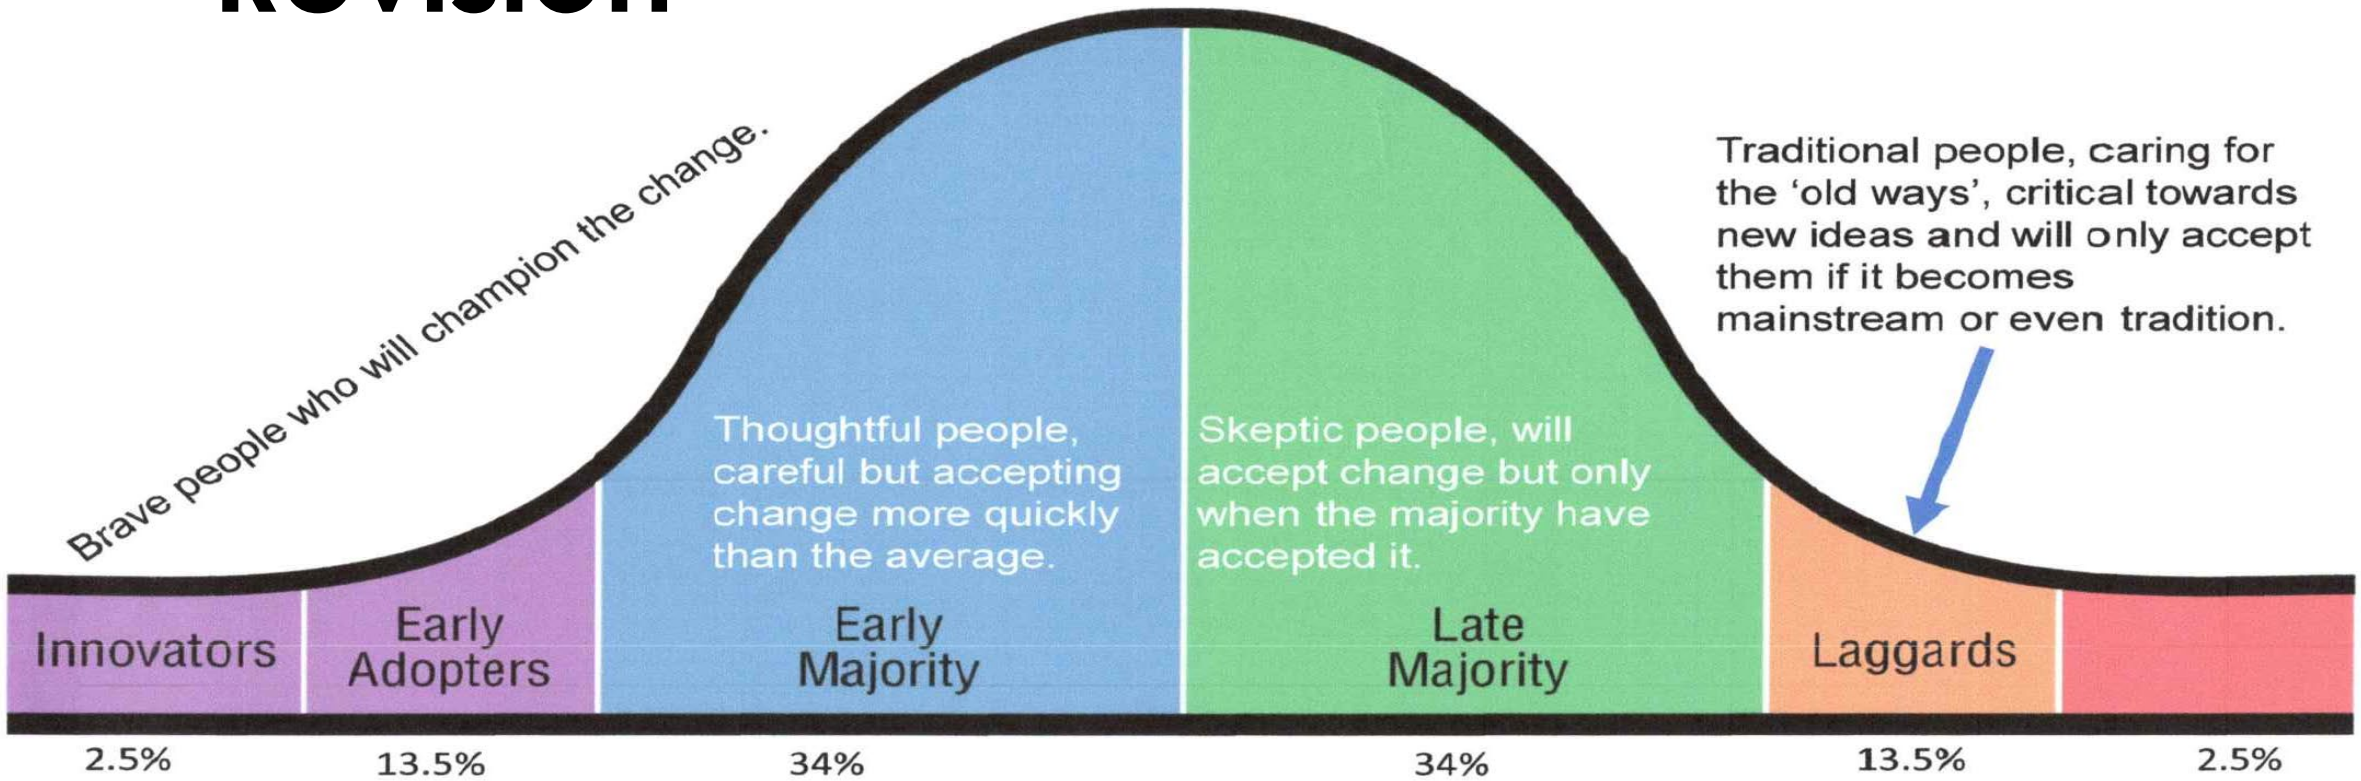 Brave people who will champion the change.
Traditional people, caring for
the ‘old ways’, critical towards
new ideas and will only accept
them if it becomes
mainstream or even tradition.
Thoughtful people,
careful but accepting
change more quickly
than the average.
Skeptic people, will
accept change but only
when the majority have
accepted it.
Innovators
Early
Adopters
Early
Majority
Late
Majority
Laggards
2.5%
13.5%
34%
34%
13.5%
2.5%